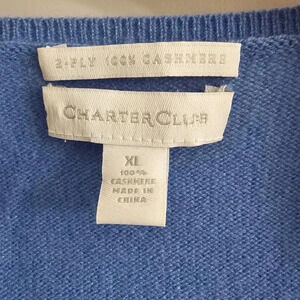 2-PLY 100% CASHMERE
CHARTER CLUB
XL
100%
CASHMERE
MADE IN
CHINA